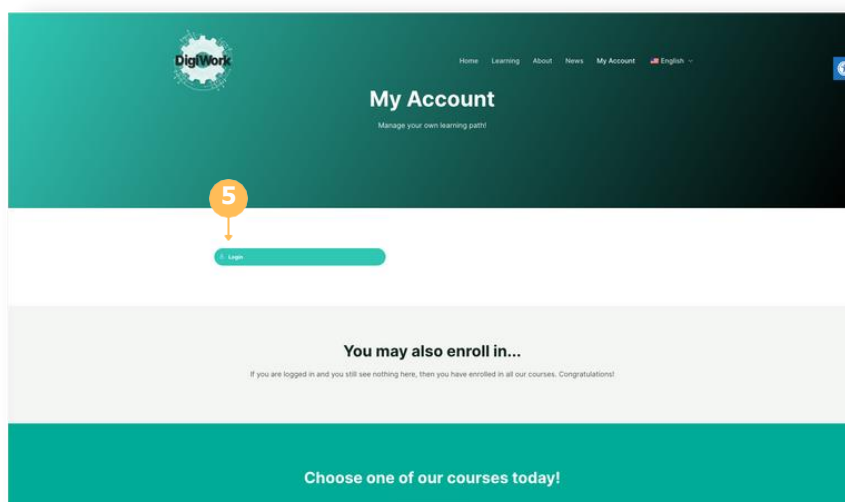 DigiWork
Home Learning About News My Account English
My Account
Manage your own learning path!
5
Login
You may also enroll in...
If you are logged in and you still see nothing here, then you have enrolled in all our courses. Congratulations!
Choose one of our courses today!